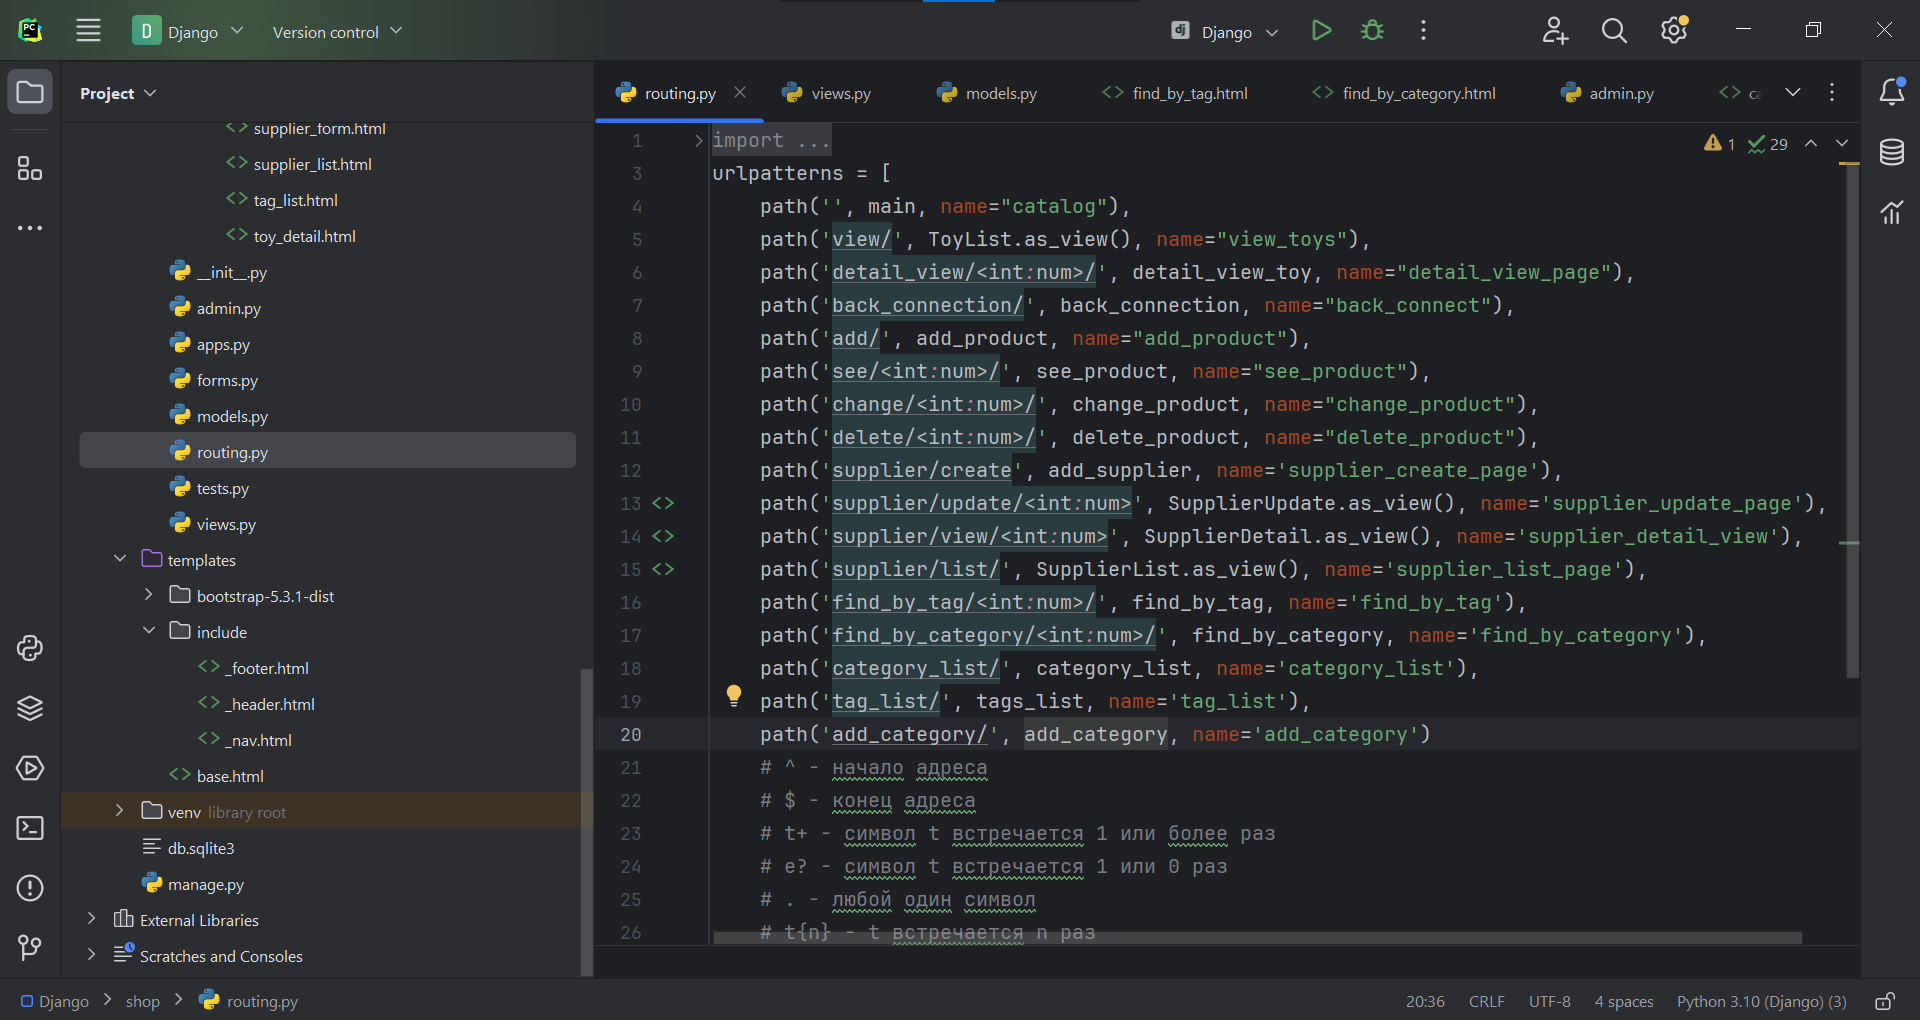 PC
D Django
Version control
dj Django
Project
supplier_form.html
supplier_list.html
tag_list.html
toy_detail.html
__init__.py
admin.py
apps.py
forms.py
models.py
routing.py
tests.py
views.py
templates
bootstrap-5.3.1-dist
include
_footer.html
_header.html
_nav.html
base.html
venv library root
db.sqlite3
manage.py
External Libraries
Scratches and Consoles
routing.py
views.py
models.py
find_by_tag.html
find_by_category.html
admin.py
1 import ...
1 29
3 urlpatterns = [
4 path('', main, name="catalog"),
5 path('view/', ToyList.as_view(), name="view_toys"),
6 path('detail_view/<int:num>/', detail_view_toy, name="detail_view_page"),
7 path('back_connection/', back_connection, name="back_connect"),
8 path('add/', add_product, name="add_product"),
9 path('see/<int:num>/', see_product, name="see_product"),
10 path('change/<int:num>/', change_product, name="change_product"),
11 path('delete/<int:num>/', delete_product, name="delete_product"),
12 path('supplier/create', add_supplier, name='supplier_create_page'),
13 path('supplier/update/<int:num>', SupplierUpdate.as_view(), name='supplier_update_page'),
14 path('supplier/view/<int:num>', SupplierDetail.as_view(), name='supplier_detail_view'),
15 path('supplier/list/', SupplierList.as_view(), name='supplier_list_page'),
16 path('find_by_tag/<int:num>/', find_by_tag, name='find_by_tag'),
17 path('find_by_category/<int:num>/', find_by_category, name='find_by_category'),
18 path('category_list/', category_list, name='category_list'),
19 path('tag_list/', tags_list, name='tag_list'),
20 path('add_category/', add_category, name='add_category')
21 # ^ - начало адреса
22 # $ - конец адреса
23 # t+ - символ t встречается 1 или более раз
24 # e? - символ t встречается 1 или 0 раз
25 # . - любой один символ
26 # t{n} - t встречается n раз
Django > shop > routing.py
20:36 CRLF UTF-8 4 spaces Python 3.10 (Django) (3)